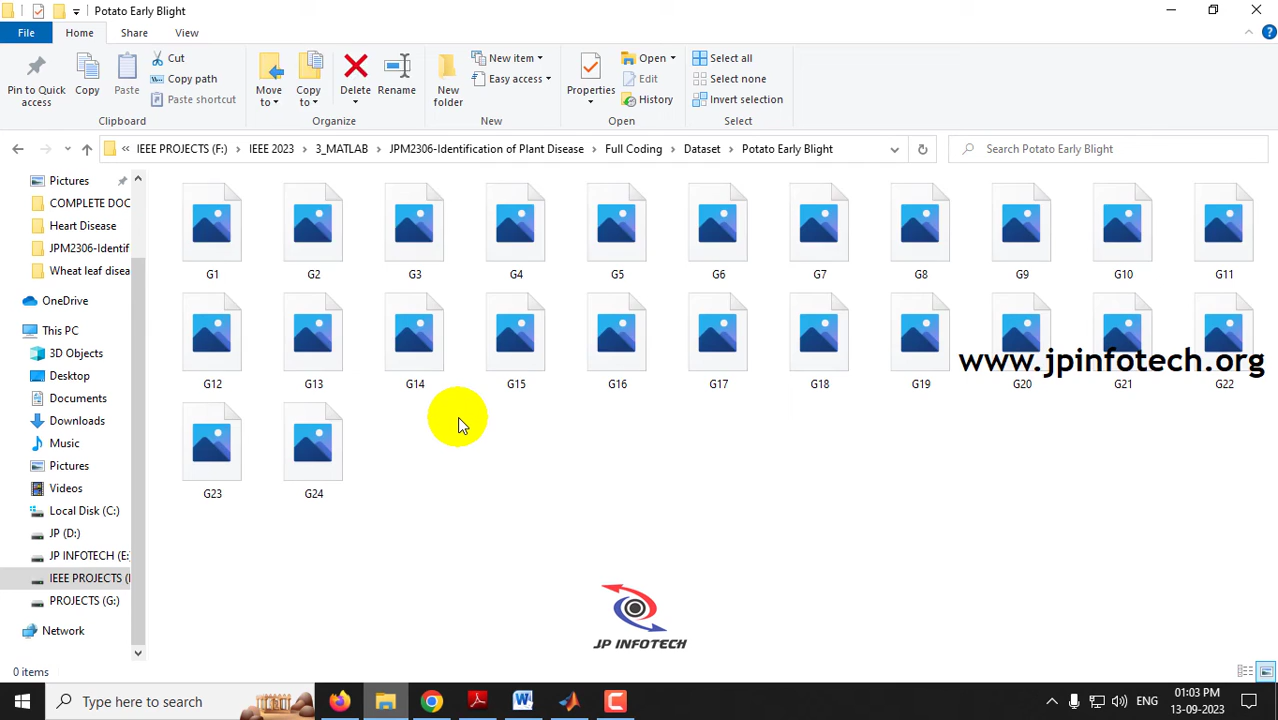 Potato Early Blight
File Home Share View
Pin to Quick access
Copy
Paste
Cut
Copy path
Paste shortcut
Clipboard
Move to
Copy to
Delete
Rename
Organize
New folder
New item
Easy access
New
Properties
Open
Edit
History
Open
Select all
Select none
Invert selection
Select
« IEEE PROJECTS (F:) › IEEE 2023 › 3_MATLAB › JPM2306-Identification of Plant Disease › Full Coding › Dataset › Potato Early Blight
Search Potato Early Blight
Pictures
COMPLETE DOC
Heart Disease
JPM2306-Identif
Wheat leaf disea
OneDrive
This PC
3D Objects
Desktop
Documents
Downloads
Music
Pictures
Videos
Local Disk (C:)
JP (D:)
JP INFOTECH (E:
IEEE PROJECTS (
PROJECTS (G:)
Network
G1 G2 G3 G4 G5 G6 G7 G8 G9 G10 G11
G12 G13 G14 G15 G16 G17 G18 G19 G20 G21 G22
G23 G24
www.jpinfotech.org
JP INFOTECH
0 items
Type here to search
ENG
01:03 PM
13-09-2023